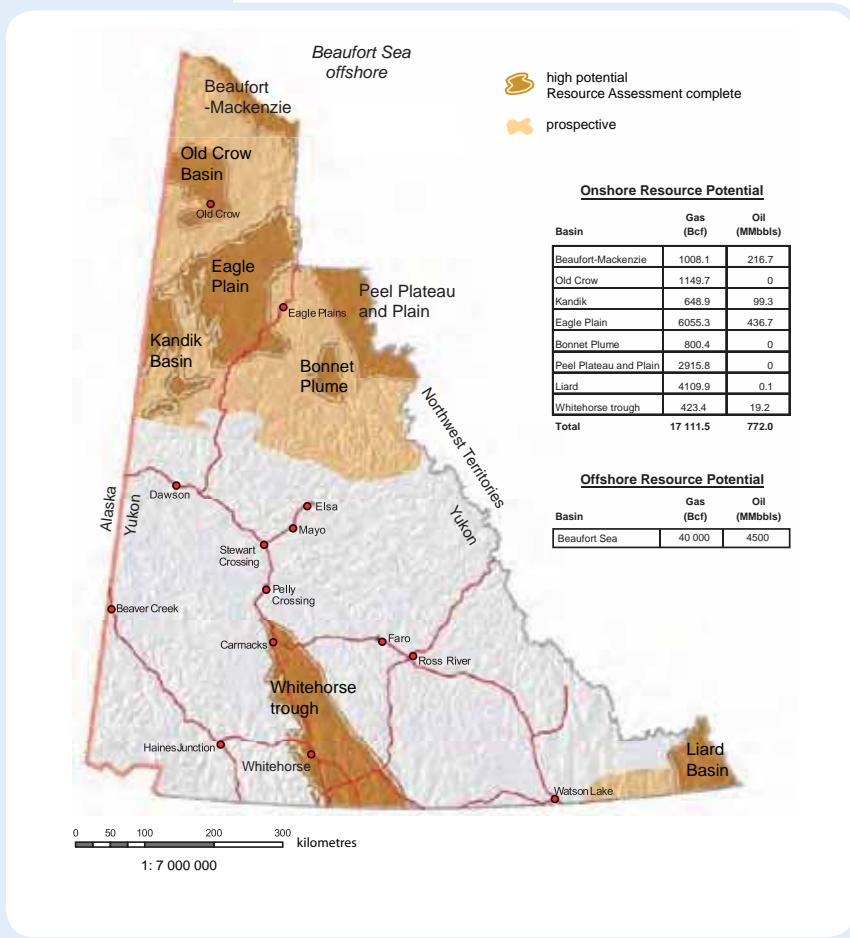 Beaufort Sea
offshore
high potential
Resource Assessment complete
prospective
Beaufort
-Mackenzie
Old Crow
Basin
Old Crow
Eagle
Plain
Eagle Plains
Peel Plateau
and Plain
Kandik
Basin
Bonnet
Plume
Northwest Territories
Yukon
Alaska
Yukon
Dawson
Elsa
Mayo
Stewart
Crossing
Pelly
Crossing
Beaver Creek
Carmacks
Faro
Ross River
Whitehorse
trough
Haines Junction
Whitehorse
Watson Lake
Liard
Basin
Onshore Resource Potential
Basin Gas (Bcf) Oil (MMbbls)
Beaufort-Mackenzie 1008.1 216.7
Old Crow 1149.7 0
Kandik 648.9 99.3
Eagle Plain 6055.3 436.7
Bonnet Plume 800.4 0
Peel Plateau and Plain 2915.8 0
Liard 4109.9 0.1
Whitehorse trough 423.4 19.2
Total 17 111.5 772.0
Offshore Resource Potential
Basin Gas (Bcf) Oil (MMbbls)
Beaufort Sea 40 000 4500
0 50 100 200 300 kilometres
1: 7 000 000